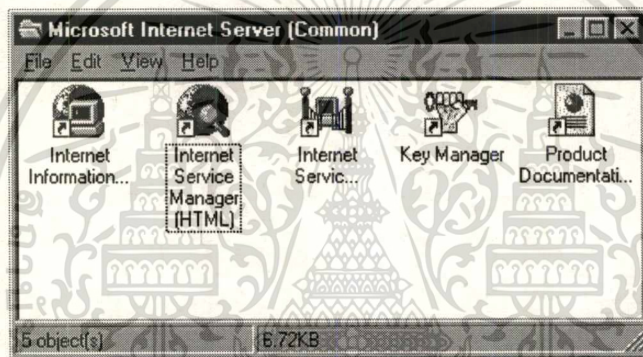 Microsoft Internet Server (Common)
File Edit View Help
Internet
Information...
Internet
Service
Manager
(HTML)
Internet
Servic...
Key Manager
Product
Documentati...
5 object(s)
6.72KB